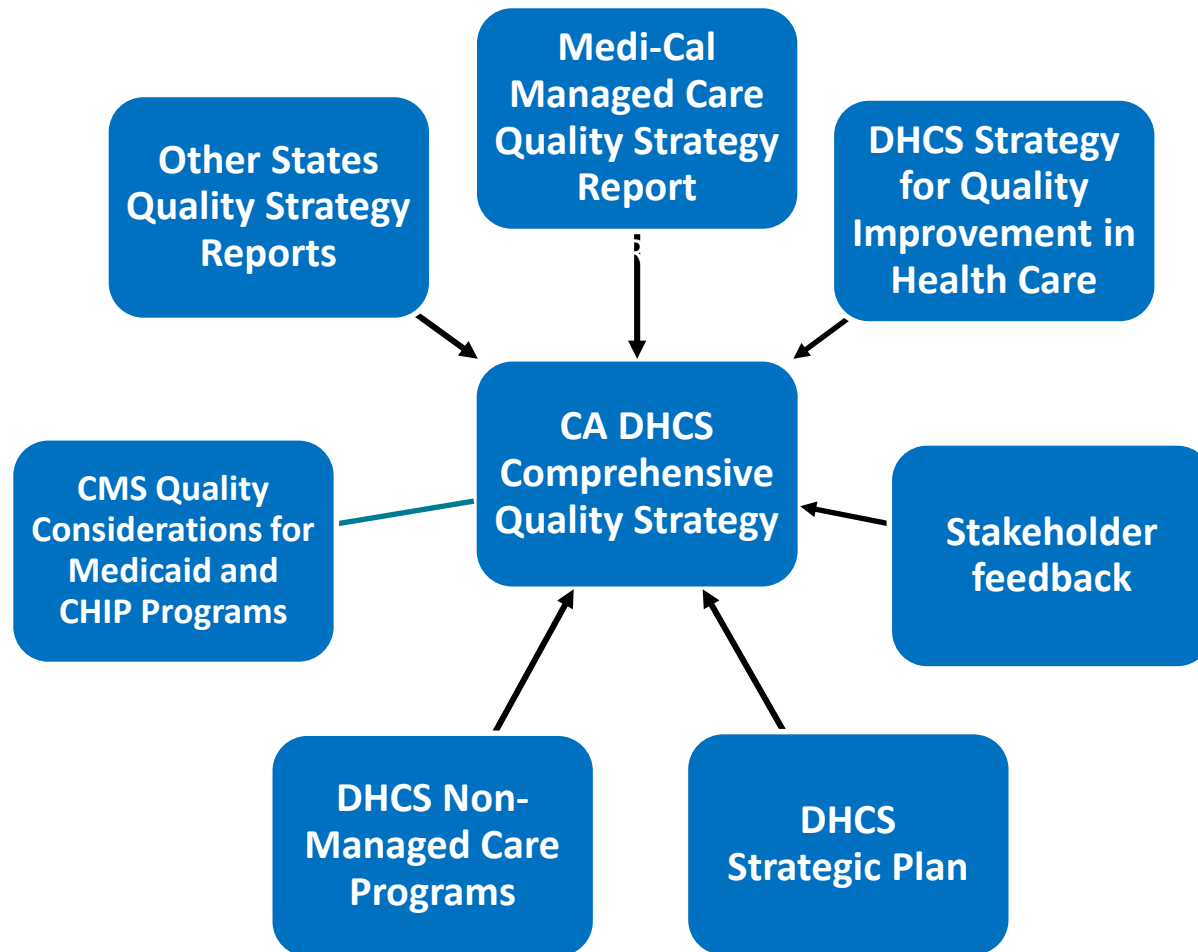 Medi-Cal
Managed Care
Quality Strategy
Report
Other States
Quality Strategy
Reports
DHCS Strategy
for Quality
Improvement in
Health Care
CA DHCS
Comprehensive
Quality Strategy
CMS Quality
Considerations for
Medicaid and
CHIP Programs
Stakeholder
feedback
DHCS Non-
Managed Care
Programs
DHCS
Strategic Plan